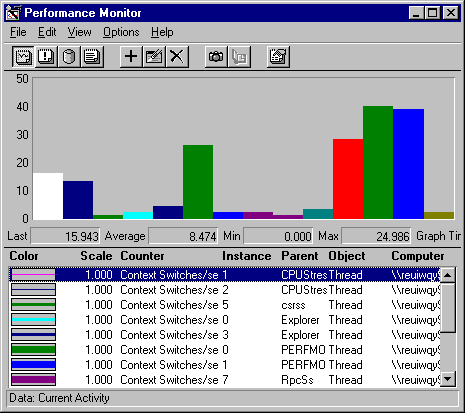 Performance Monitor
File Edit View Options Help
50
40
30
20
10
0
Last 15.943 Average 8.474 Min 0.000 Max 24.986 Graph Tir
Color Scale Counter Instance Parent Object Computer
1.000 Context Switches/se 1 CPUStres Thread \\reuiwqy
1.000 Context Switches/se 2 CPUStres Thread \\reuiwqy
1.000 Context Switches/se 5 csrss Thread \\reuiwqy
1.000 Context Switches/se 0 Explorer Thread \\reuiwqy
1.000 Context Switches/se 3 Explorer Thread \\reuiwqy
1.000 Context Switches/se 0 PERFMO Thread \\reuiwqy
1.000 Context Switches/se 1 PERFMO Thread \\reuiwqy
1.000 Context Switches/se 7 RpcSs Thread \\reuiwqy
Data: Current Activity